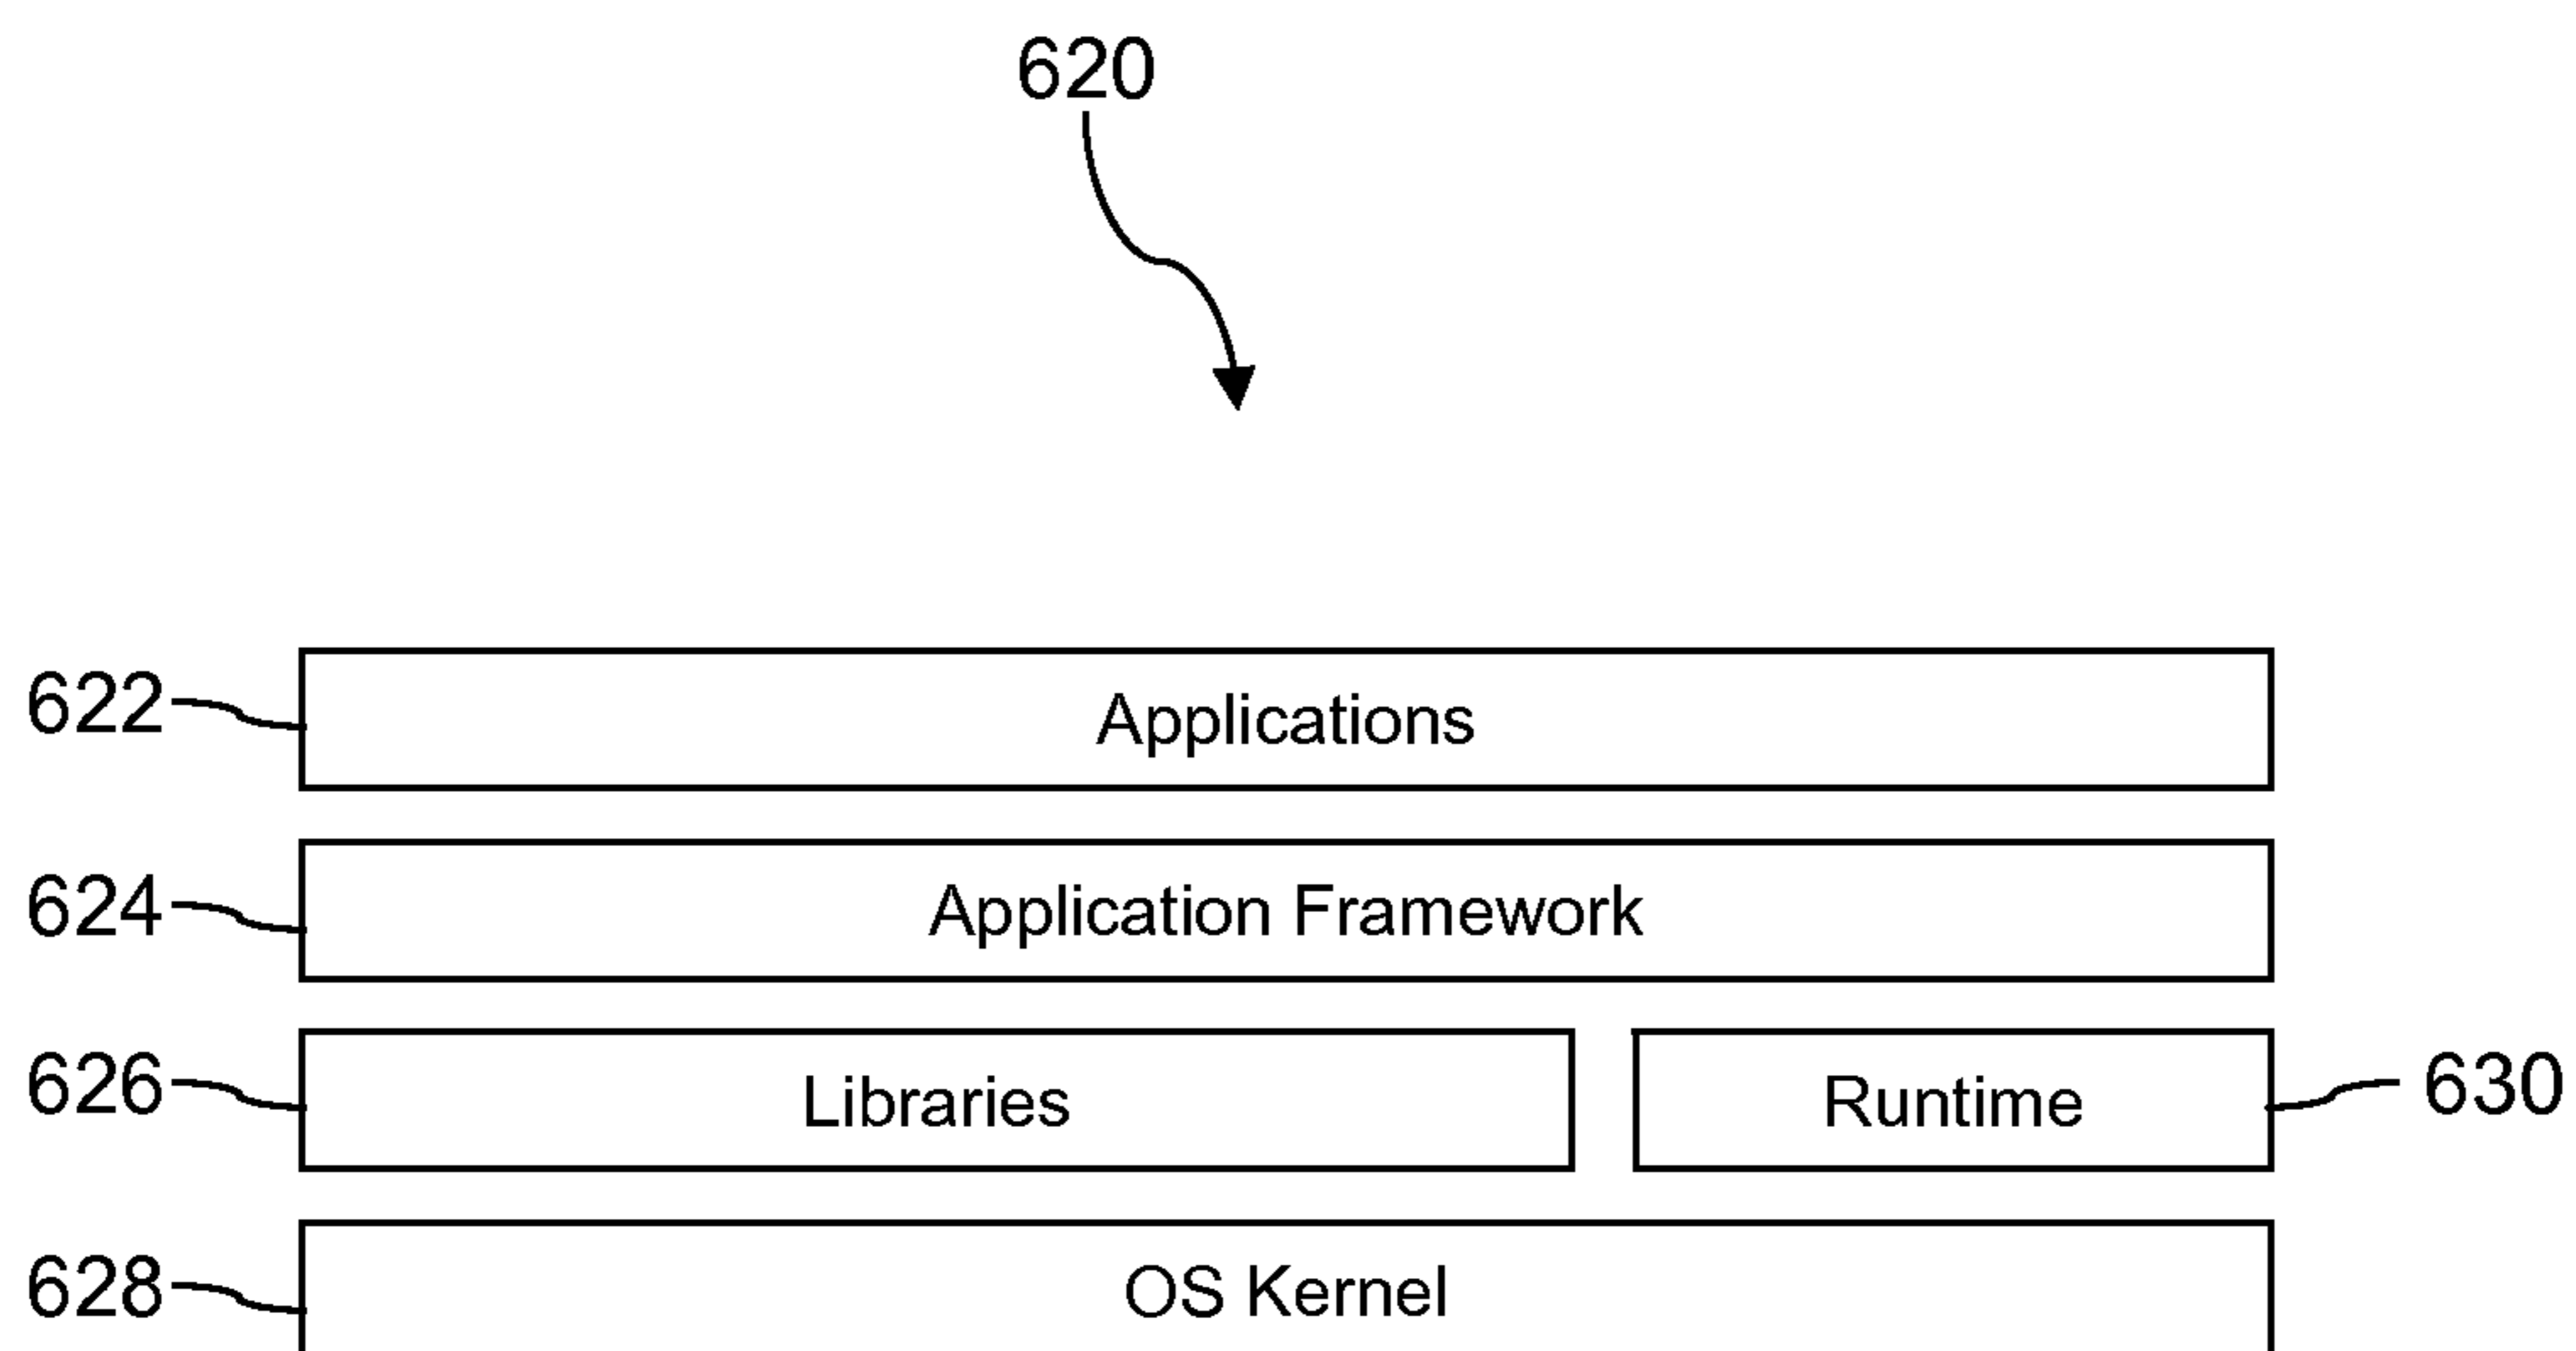 620
622 Applications
624 Application Framework
626 Libraries Runtime 630
628 OS Kernel